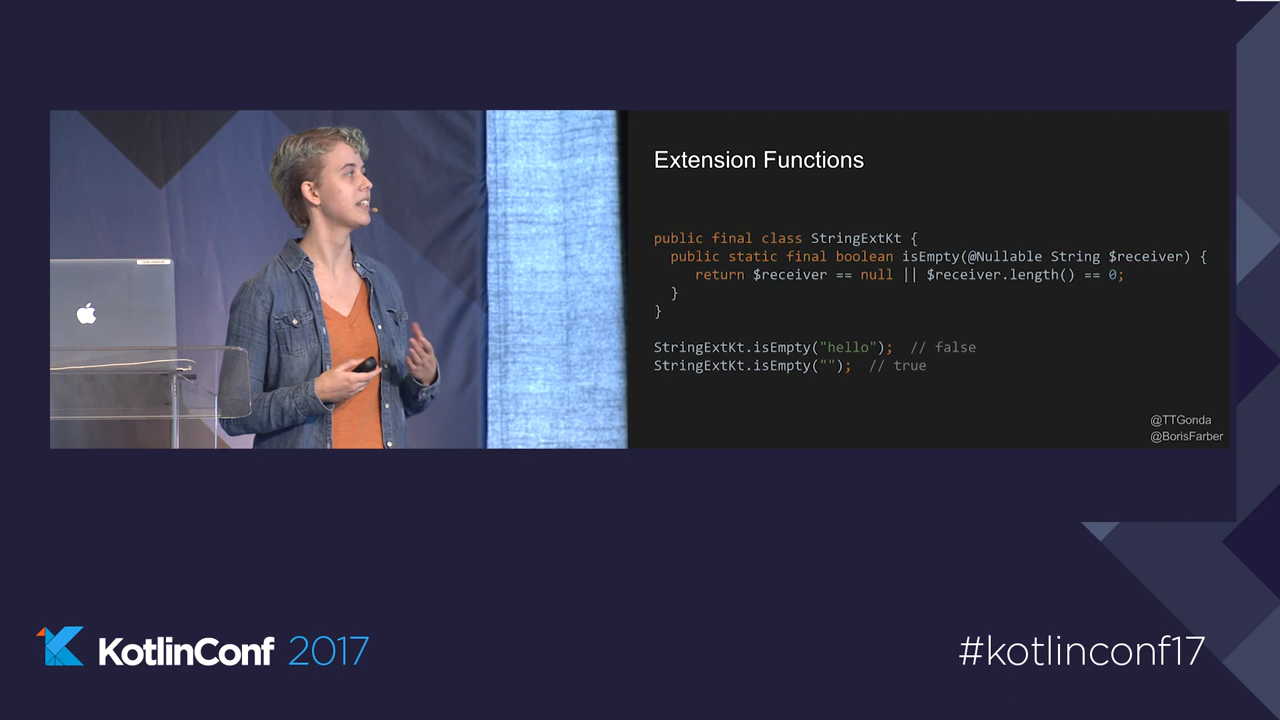 Extension Functions
public final class StringExtKt {
public static final boolean isEmpty(@Nullable String $receiver) {
return $receiver == null || $receiver.length() == 0;
}
}
StringExtKt.isEmpty("hello");  // false
StringExtKt.isEmpty("");  // true
@TTGonda
@BorisFarber
KotlinConf 2017
#kotlinconf17